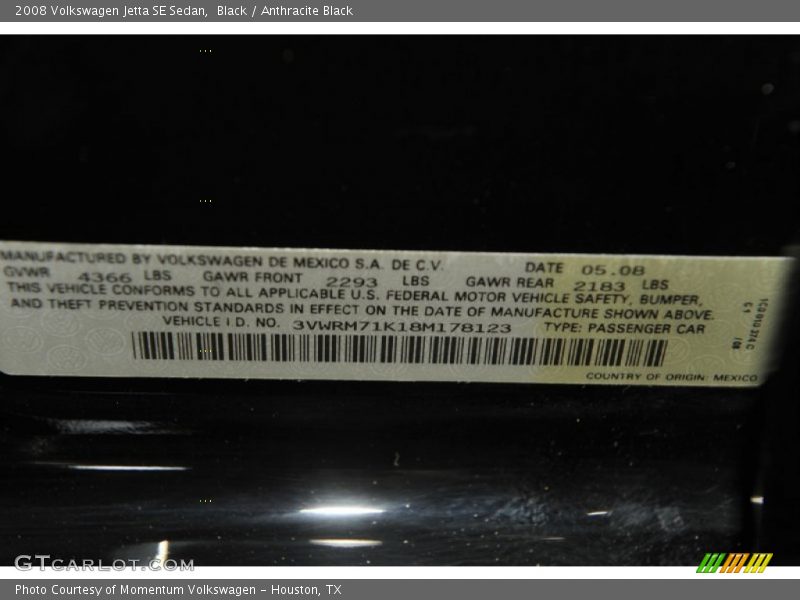 2008 Volkswagen Jetta SE Sedan,  Black / Anthracite Black
MANUFACTURED BY VOLKSWAGEN DE MEXICO S.A. DE C.V. DATE 05.08
GVWR 4366 LBS GAWR FRONT 2293 LBS GAWR REAR 2183 LBS
THIS VEHICLE CONFORMS TO ALL APPLICABLE U.S. FEDERAL MOTOR VEHICLE SAFETY, BUMPER,
AND THEFT PREVENTION STANDARDS IN EFFECT ON THE DATE OF MANUFACTURE SHOWN ABOVE.
VEHICLE I.D. NO. 3VWRM71K18M178123 TYPE: PASSENGER CAR
COUNTRY OF ORIGIN: MEXICO
GTcarlot.com
Photo Courtesy of Momentum Volkswagen - Houston, TX